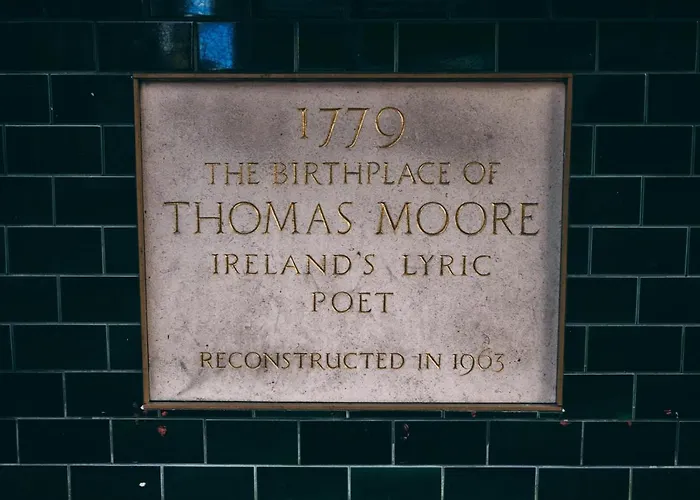 1779
THE BIRTHPLACE OF
THOMAS MOORE
IRELAND'S LYRIC
POET
RECONSTRUCTED IN 1963